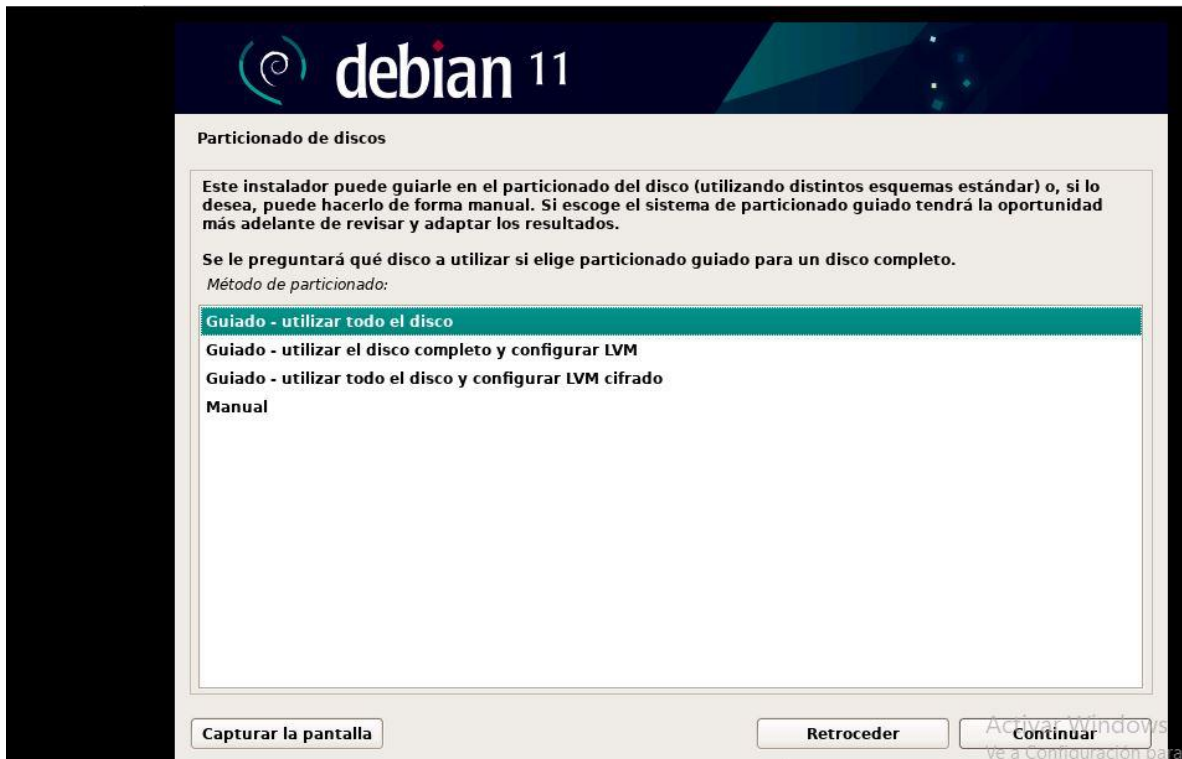 debian 11
Particionado de discos
Este instalador puede guiarle en el particionado del disco (utilizando distintos esquemas estándar) o, si lo
desea, puede hacerlo de forma manual. Si escoge el sistema de particionado guiado tendrá la oportunidad
más adelante de revisar y adaptar los resultados.
Se le preguntará qué disco a utilizar si elige particionado guiado para un disco completo.
Método de particionado:
Guiado - utilizar todo el disco
Guiado - utilizar el disco completo y configurar LVM
Guiado - utilizar todo el disco y configurar LVM cifrado
Manual
Capturar la pantalla
Retroceder
Continuar
Activar Windows
Ve a Configuración para